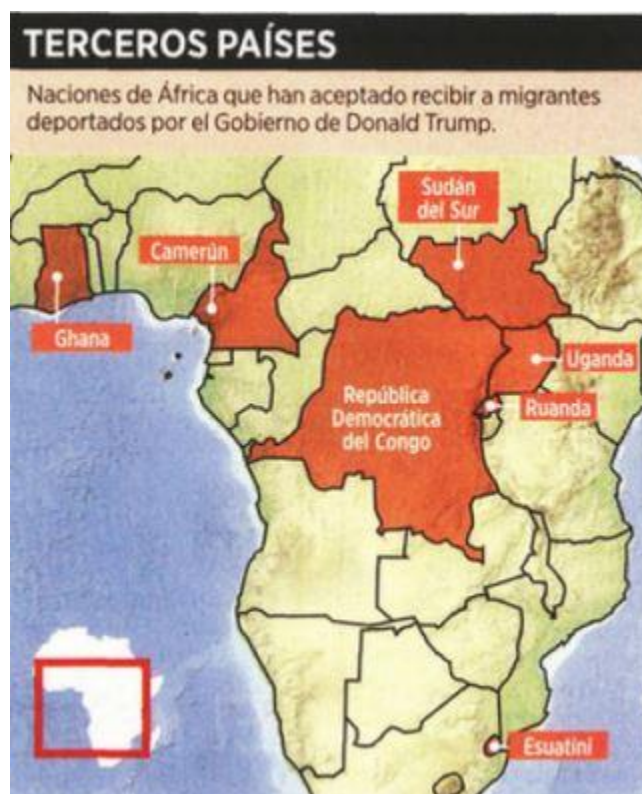 TERCEROS PAÍSES
Naciones de África que han aceptado recibir a migrantes
deportados por el Gobierno de Donald Trump.
Sudán
del Sur
Camerún
Ghana
Uganda
República
Democrática
del Congo
Ruanda
Esuatini